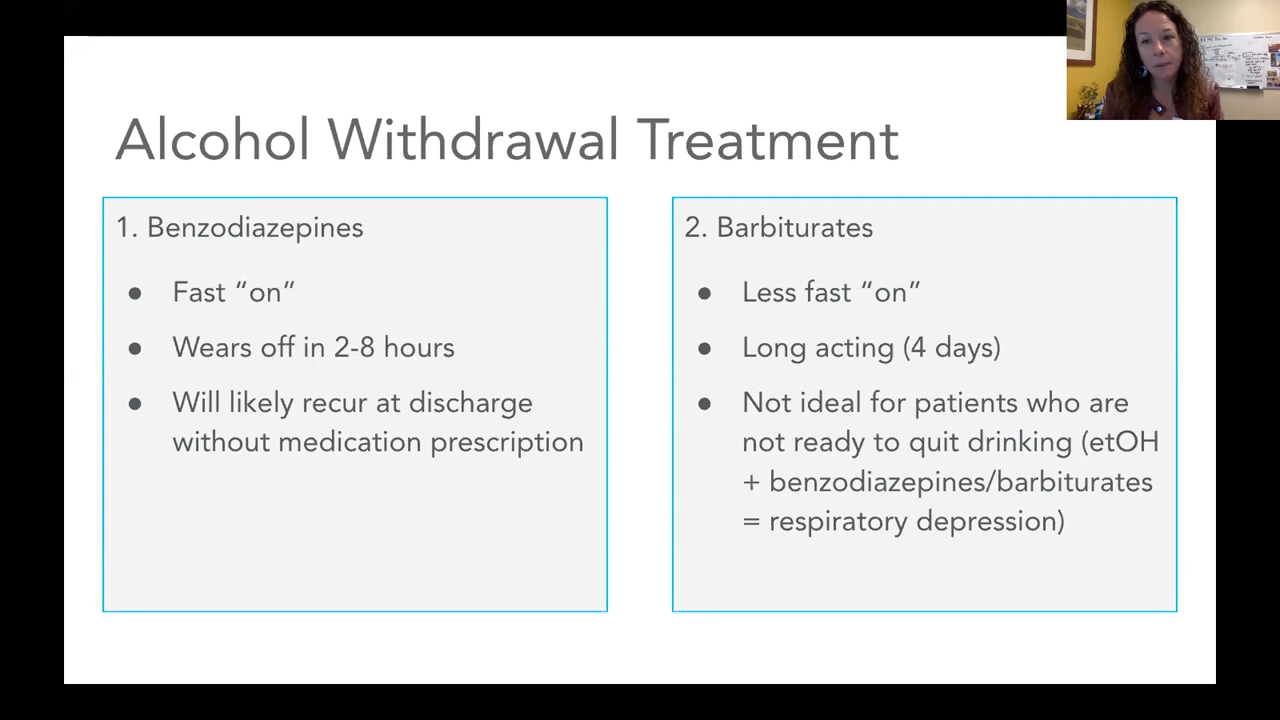 Alcohol Withdrawal Treatment
1. Benzodiazepines
● Fast “on”
● Wears off in 2-8 hours
● Will likely recur at discharge
without medication prescription
2. Barbiturates
● Less fast “on”
● Long acting (4 days)
● Not ideal for patients who are
not ready to quit drinking (etOH
+ benzodiazepines/barbiturates
= respiratory depression)